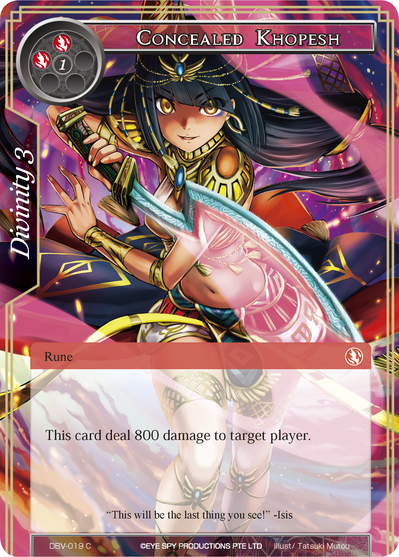 1
CONCEALED KHOPESH
Divinity 3
Rune
This card deal 800 damage to target player.
“This will be the last thing you see!” -Isis
DBV-019 C ©EYE SPY PRODUCTIONS PTE LTD Illust/ Tatsuki Mutou